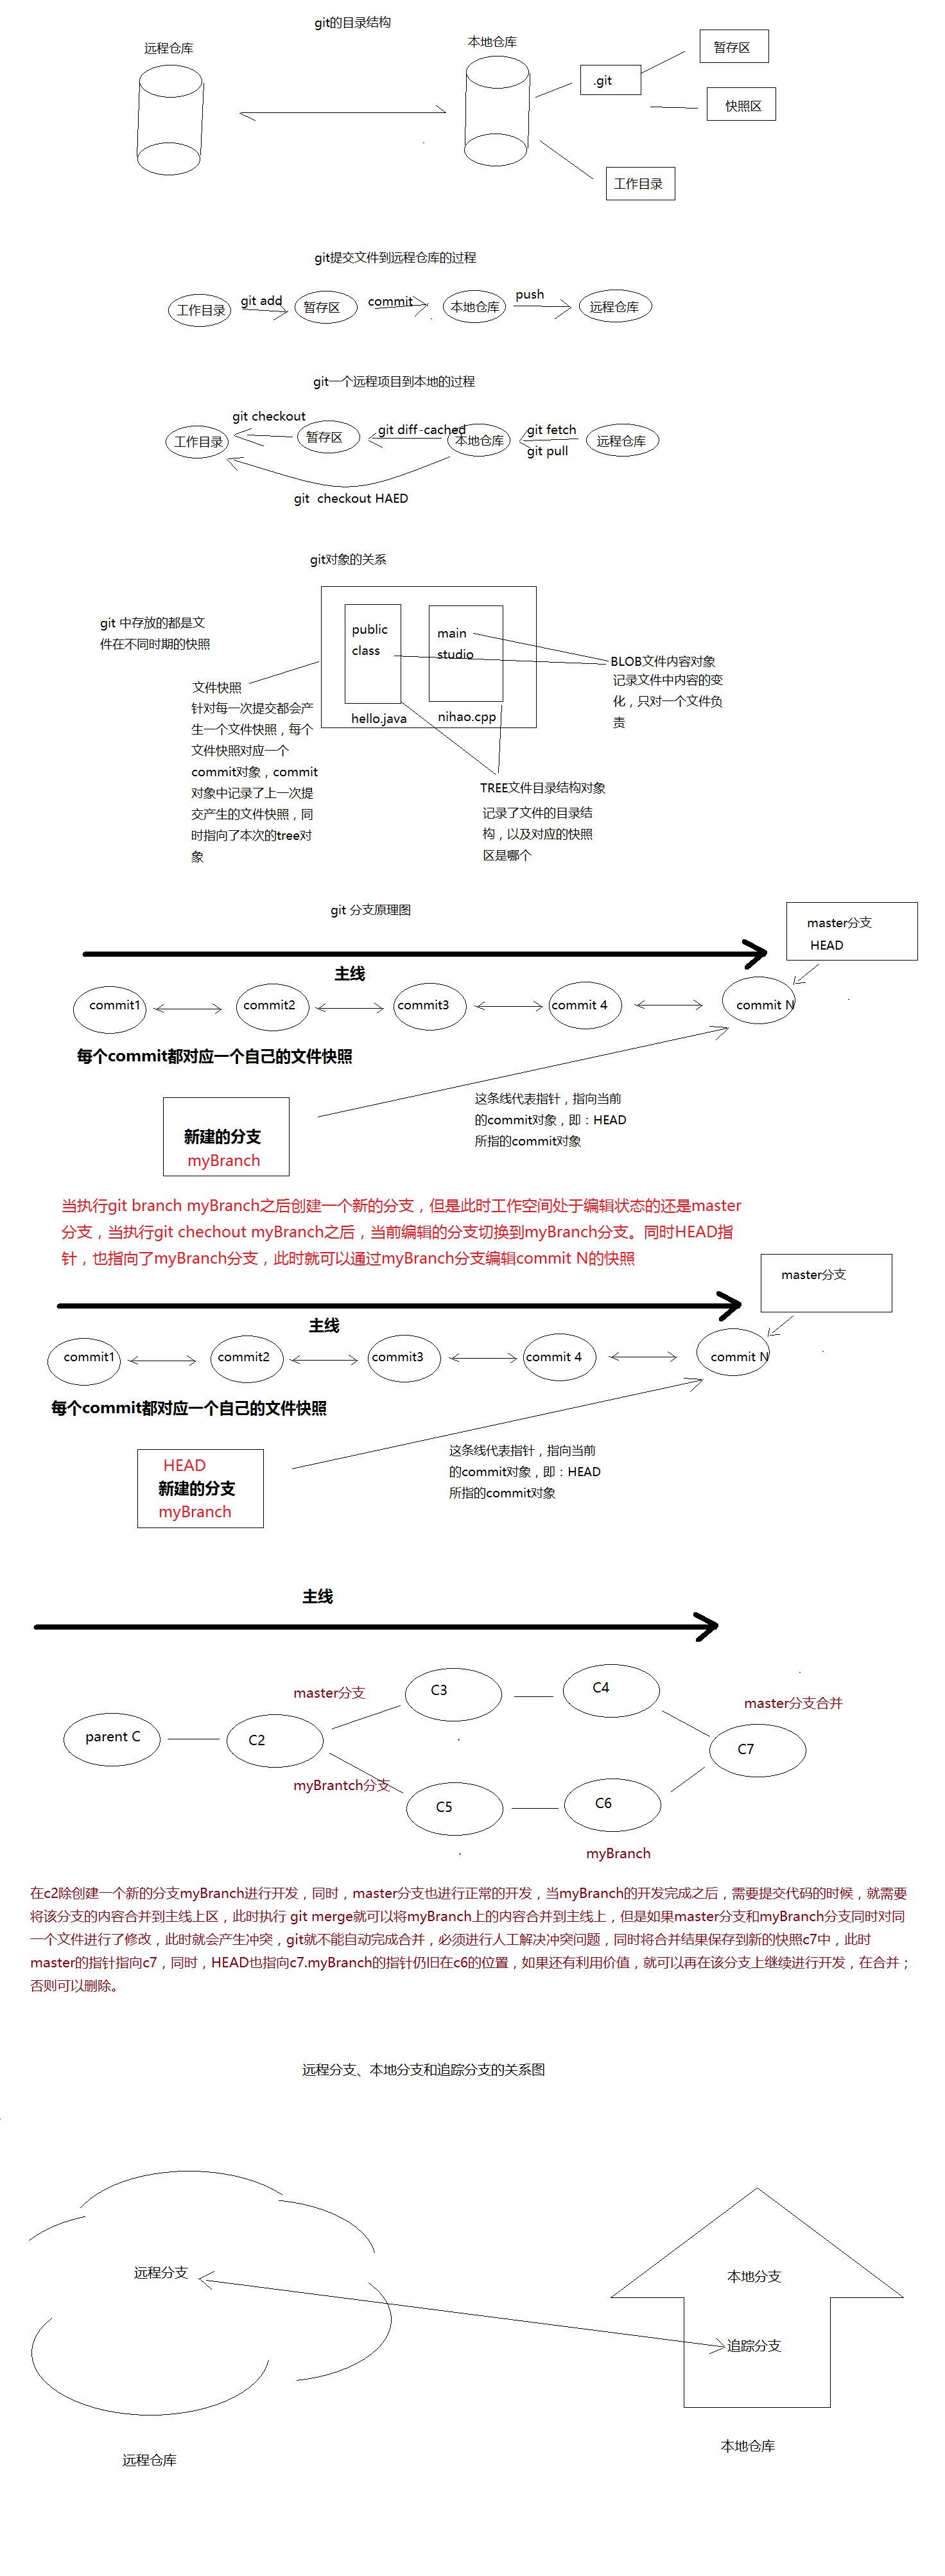 git的目录结构
远程仓库
本地仓库
.git
暂存区
快照区
工作目录
git提交文件到远程仓库的过程
工作目录
git add
暂存区
commit
本地仓库
push
远程仓库
git一个远程项目到本地的过程
工作目录
git checkout
暂存区
git diff -cached
本地仓库
git fetch
git pull
远程仓库
git checkout HAED
git对象的关系
git 中存放的都是文
件在不同时期的快照
public
class
hello.java
main
studio
nihao.cpp
BLOB文件内容对象
记录文件中内容的变
化，只对一个文件负
责
文件快照
针对每一次提交都会产
生一个文件快照，每个
文件快照对应一个
commit对象，commit
对象中记录了上一次提
交产生的文件快照，同
时指向了本次的tree对
象
TREE文件目录结构对象
记录了文件的目录结
构，以及对应的快照
区是哪个
git 分支原理图
master分支
HEAD
主线
commit1
commit2
commit3
commit 4
commit N
每个commit都对应一个自己的文件快照
新建的分支
myBranch
这条线代表指针，指向当前
的commit对象，即：HEAD
所指的commit对象
当执行git branch myBranch之后创建一个新的分支，但是此时工作空间处于编辑状态的还是master
分支，当执行git chechout myBranch之后，当前编辑的分支切换到myBranch分支。同时HEAD指
针，也指向了myBranch分支，此时就可以通过myBranch分支编辑commit N的快照
master分支
主线
commit1
commit2
commit3
commit 4
commit N
每个commit都对应一个自己的文件快照
HEAD
新建的分支
myBranch
这条线代表指针，指向当前
的commit对象，即：HEAD
所指的commit对象
主线
parent C
C2
master分支
C3
C4
master分支合并
C7
myBrantch分支
C5
C6
myBranch
在c2除创建一个新的分支myBranch进行开发，同时，master分支也进行正常的开发，当myBranch的开发完成之后，需要提交代码的时候，就需要
将该分支的内容合并到主线上区，此时执行 git merge就可以将myBranch上的内容合并到主线上，但是如果master分支和myBranch分支同时对同
一个文件进行了修改，此时就会产生冲突，git就不能自动完成合并，必须进行人工解决冲突问题，同时将合并结果保存到新的快照c7中，此时
master的指针指向c7，同时，HEAD也指向c7.myBranch的指针仍旧在c6的位置，如果还有利用价值，就可以再在该分支上继续进行开发，在合并；
否则可以删除。
远程分支、本地分支和追踪分支的关系图
远程分支
本地分支
追踪分支
远程仓库
本地仓库